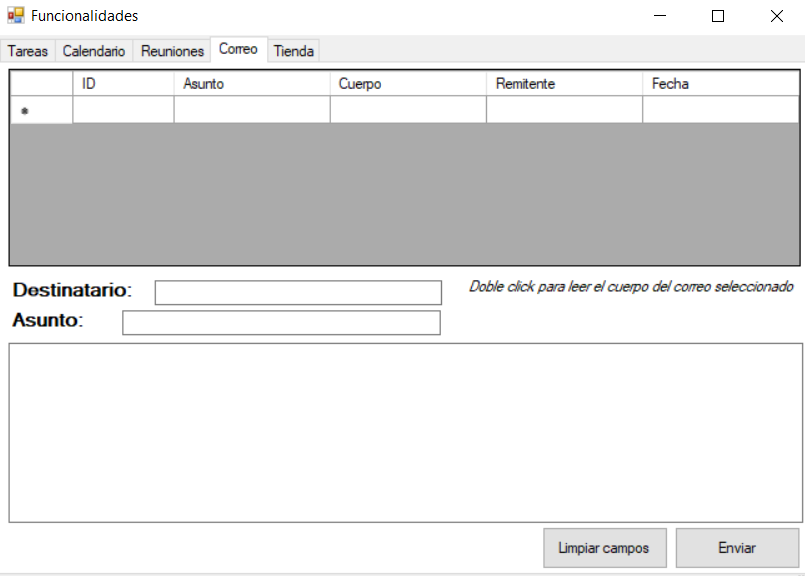 Funcionalidades
Tareas Calendario Reuniones Correo Tienda
ID Asunto Cuerpo Remitente Fecha
*
Destinatario: Doble click para leer el cuerpo del correo seleccionado
Asunto:
Limpiar campos Enviar